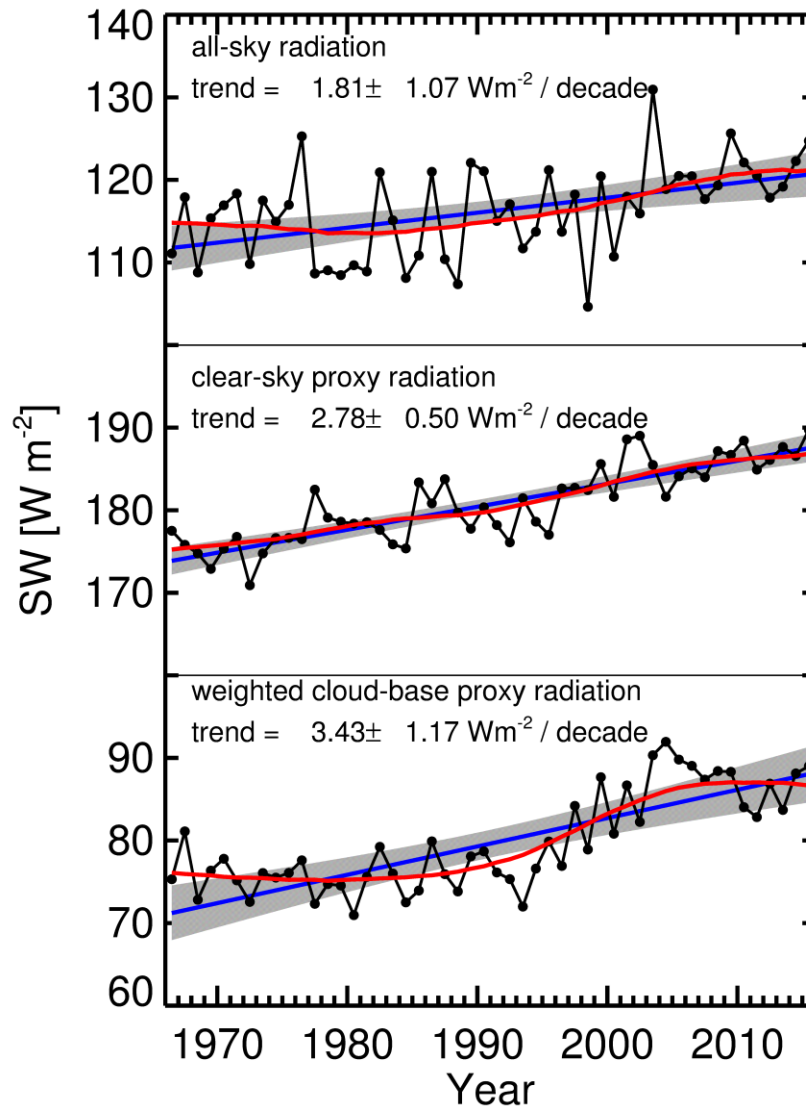 140
all-sky radiation
trend = 1.81± 1.07 Wm⁻² / decade
130
120
110
clear-sky proxy radiation
190
trend = 2.78± 0.50 Wm⁻² / decade
180
170
SW [W m⁻²]
weighted cloud-base proxy radiation
trend = 3.43± 1.17 Wm⁻² / decade
90
80
70
60
1970 1980 1990 2000 2010
Year